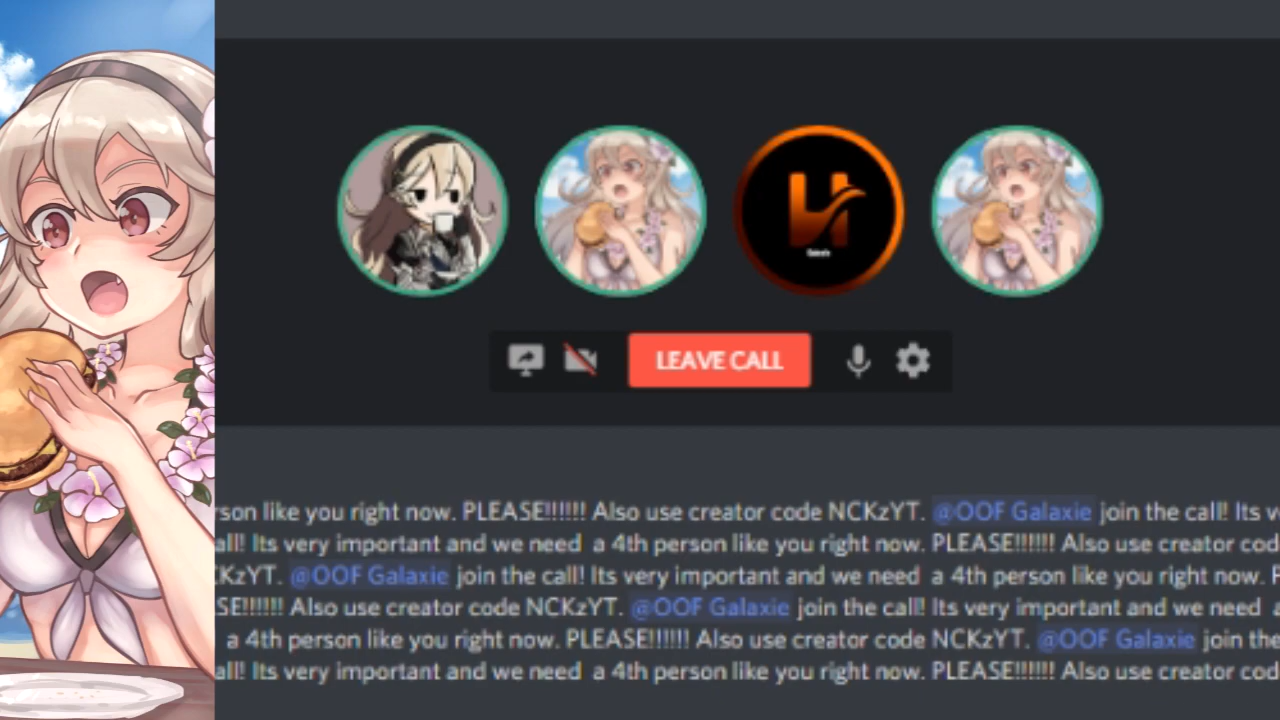 LEAVE CALL
rson like you right now. PLEASE!!!!!! Also use creator code NCKzYT. @OOF Galaxie join the call! Its v
all! Its very important and we need a 4th person like you right now. PLEASE!!!!!! Also use creator cod
KzYT. @OOF Galaxie join the call! Its very important and we need a 4th person like you right now. P
SE!!!!!! Also use creator code NCKzYT. @OOF Galaxie join the call! Its very important and we need a
a 4th person like you right now. PLEASE!!!!!! Also use creator code NCKzYT. @OOF Galaxie join the
all! Its very important and we need a 4th person like you right now. PLEASE!!!!!! Also use creator cod